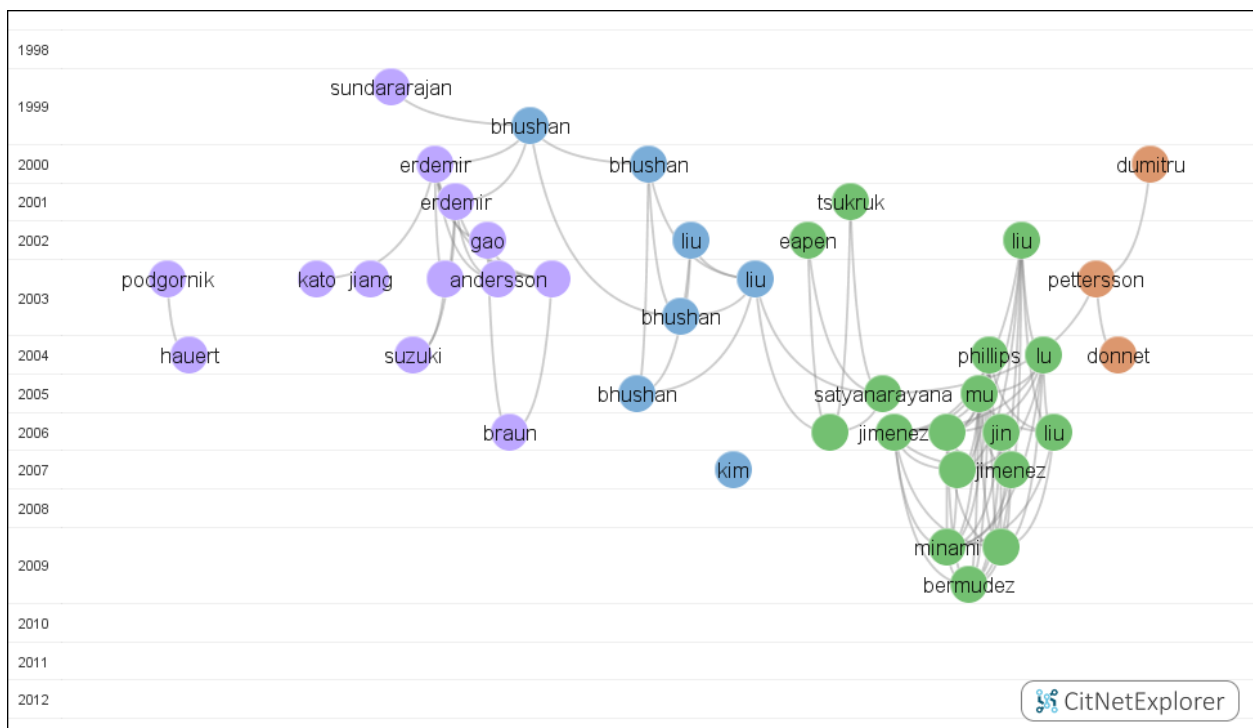 1998
sundararajan
1999
bhushan
2000
erdemir
bhushan
dumitru
2001
erdemir
tsukruk
2002
gao
liu
eapen
liu
podgornik
kato
jiang
andersson
liu
pettersson
2003
bhushan
2004
hauert
suzuki
phillips
lu
donnet
2005
bhushan
satyanarayana
mu
2006
braun
jimenez
jin
liu
2007
kim
jimenez
2008
minami
2009
bermudez
2010
2011
2012
CitNetExplorer